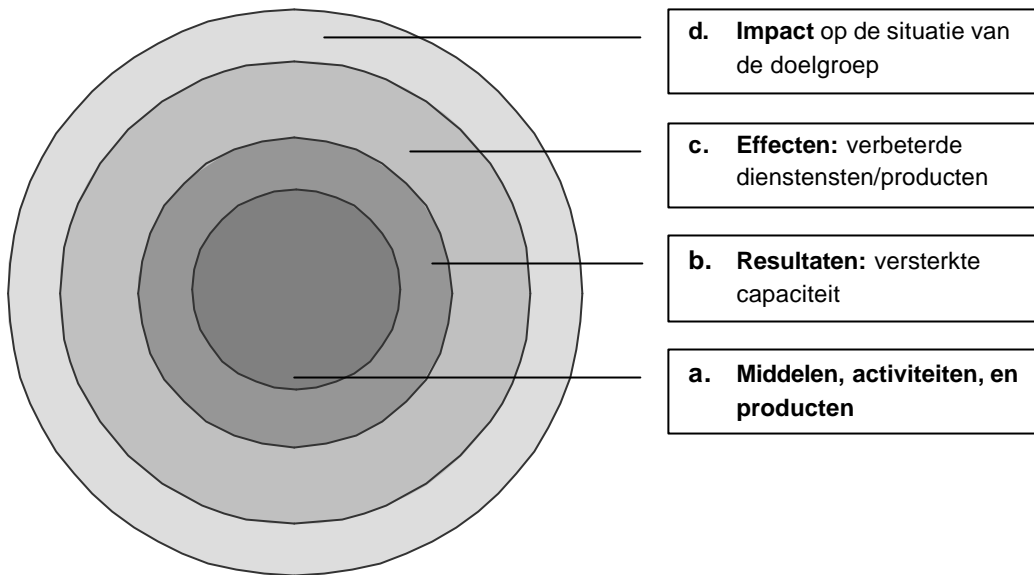 d. Impact op de situatie van
de doelgroep
c. Effecten: verbeterde
dienstensten/producten
b. Resultaten: versterkte
capaciteit
a. Middelen, activiteiten, en
producten